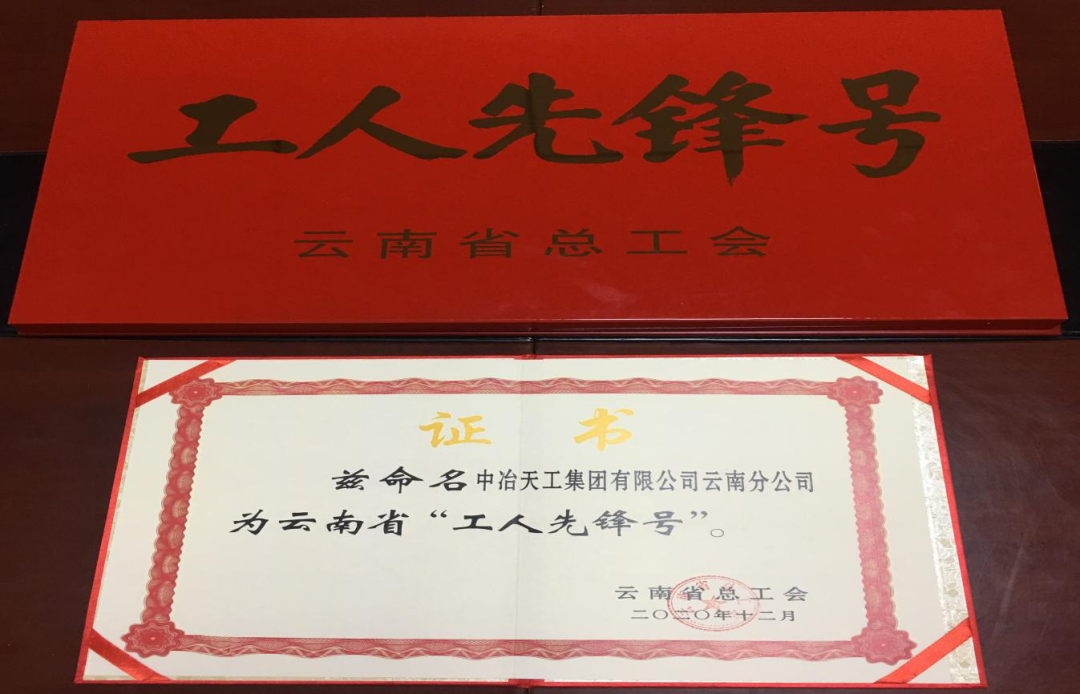 工人先锋号
云南省总工会
证书
兹命名中冶天工集团有限公司云南分公司
为云南省“工人先锋号”。
云南省总工会
二〇二〇年十二月